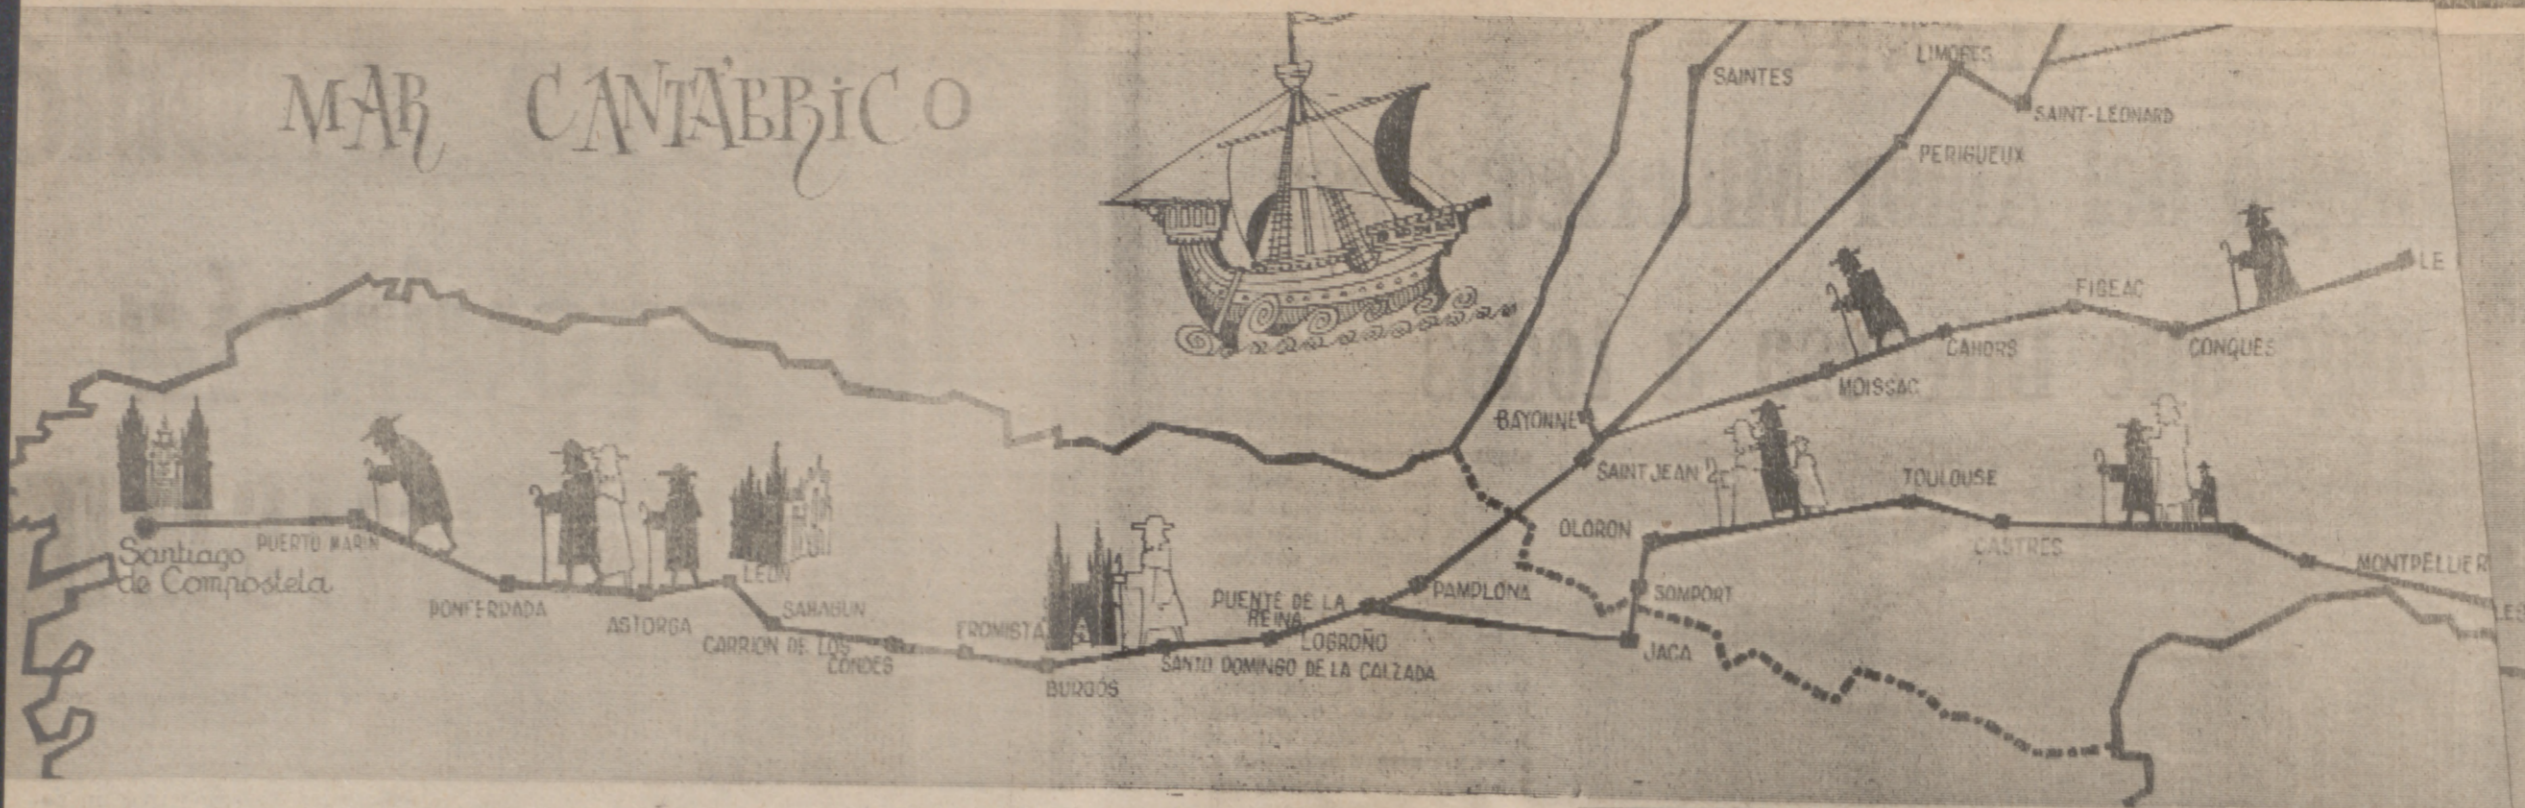 MAR CANTÁBRICO
LIMOGES
SAINTES
SAINT-LEONARD
PERIGUEUX
LE
FIGEAC
CAHORS
CONQUES
MOISSAC
BAYONNE
SAINT JEAN
TOULOUSE
OLORON
CASTRES
MONTPELLIER
SOMPORT
PAMPLONA
PUENTE DE LA
REINA
JACA
LOGROÑO
SANTO DOMINGO DE LA CALZADA
BURGOS
FROMISTA
CARRION DE LOS
CONDES
SAHAGUN
LEON
ASTORGA
PONFERRADA
PUERTO MARIN
Santiago
de Compostela